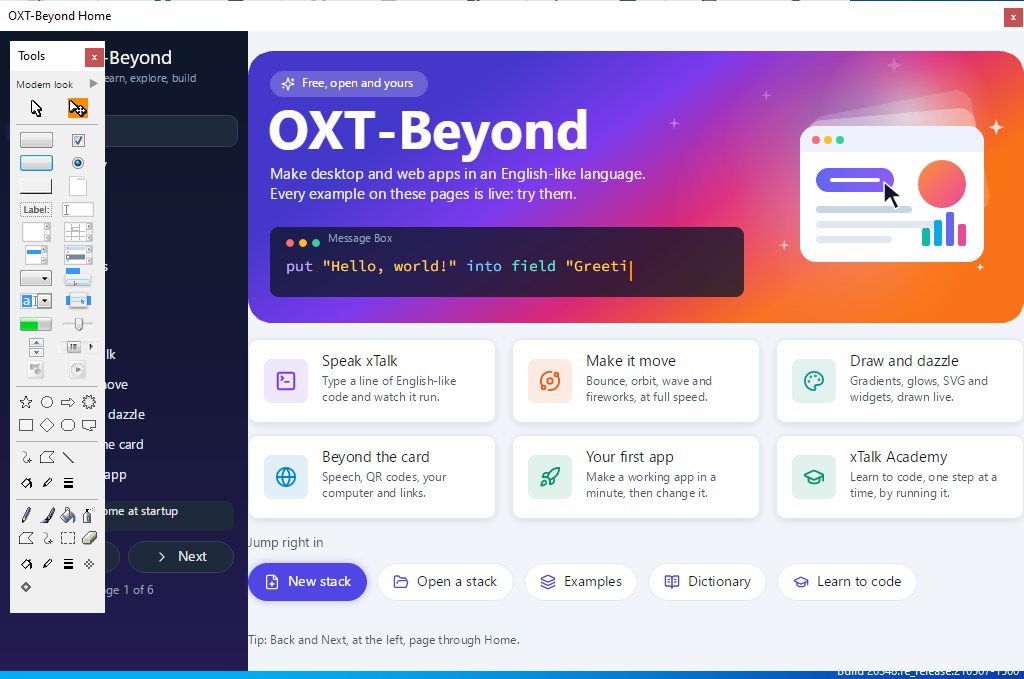 OXT-Beyond Home
x
Tools
x
Modern look
Label:
-Beyond
earn, explore, build
lk
ove
dazzle
e card
app
ome at startup
Next
ge 1 of 6
Free, open and yours
OXT-Beyond
Make desktop and web apps in an English-like language.
Every example on these pages is live: try them.
Message Box
put "Hello, world!" into field "Greeti
Speak xTalk
Type a line of English-like
code and watch it run.
Make it move
Bounce, orbit, wave and
fireworks, at full speed.
Draw and dazzle
Gradients, glows, SVG and
widgets, drawn live.
Beyond the card
Speech, QR codes, your
computer and links.
Your first app
Make a working app in a
minute, then change it.
xTalk Academy
Learn to code, one step at a
time, by running it.
Jump right in
New stack
Open a stack
Examples
Dictionary
Learn to code
Tip: Back and Next, at the left, page through Home.